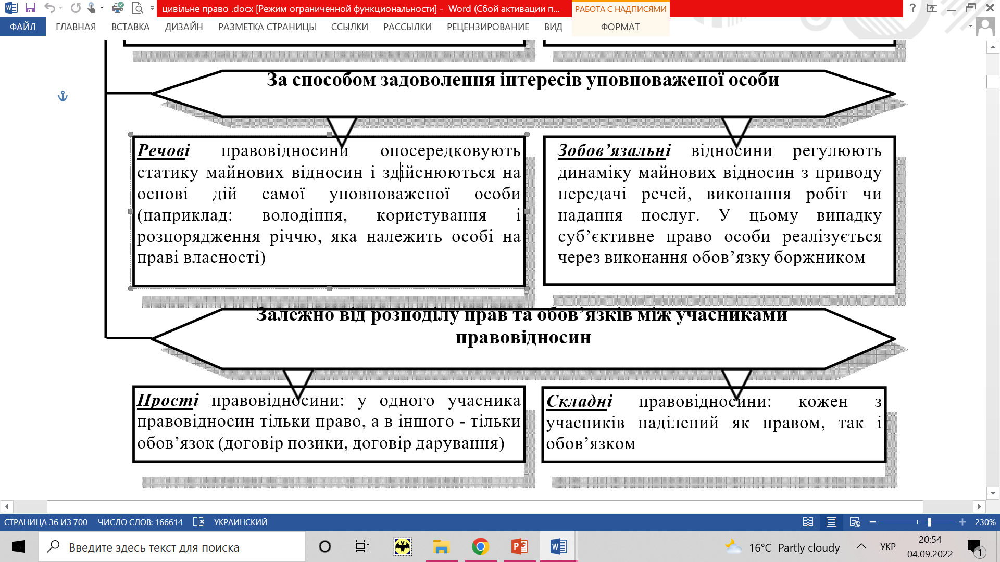 цивільне право .docx [Режим ограниченной функциональности] - Word (Сбой активации п...
РАБОТА С НАДПИСЯМИ
ФАЙЛ ГЛАВНАЯ ВСТАВКА ДИЗАЙН РАЗМЕТКА СТРАНИЦЫ ССЫЛКИ РАССЫЛКИ РЕЦЕНЗИРОВАНИЕ ВИД ФОРМАТ
За способом задоволення інтересів уповноваженої особи
Речові правовідносини опосередковують
статику майнових відносин і здійснюються на
основі дій самої уповноваженої особи
(наприклад: володіння, користування і
розпорядження річчю, яка належить особі на
праві власності)
Зобов’язальні відносини регулюють
динаміку майнових відносин з приводу
передачі речей, виконання робіт чи
надання послуг. У цьому випадку
суб’єктивне право особи реалізується
через виконання обов’язку боржником
Залежно від розподілу прав та обов’язків між учасниками
правовідносин
Прості правовідносини: у одного учасника
правовідносин тільки право, а в іншого - тільки
обов’язок (договір позики, договір дарування)
Складні правовідносини: кожен з
учасників наділений як правом, так і
обов’язком
СТРАНИЦА 36 ИЗ 700 ЧИСЛО СЛОВ: 166614 УКРАИНСКИЙ 230%
Введите здесь текст для поиска
16°C Partly cloudy
УКР
20:54
04.09.2022
1